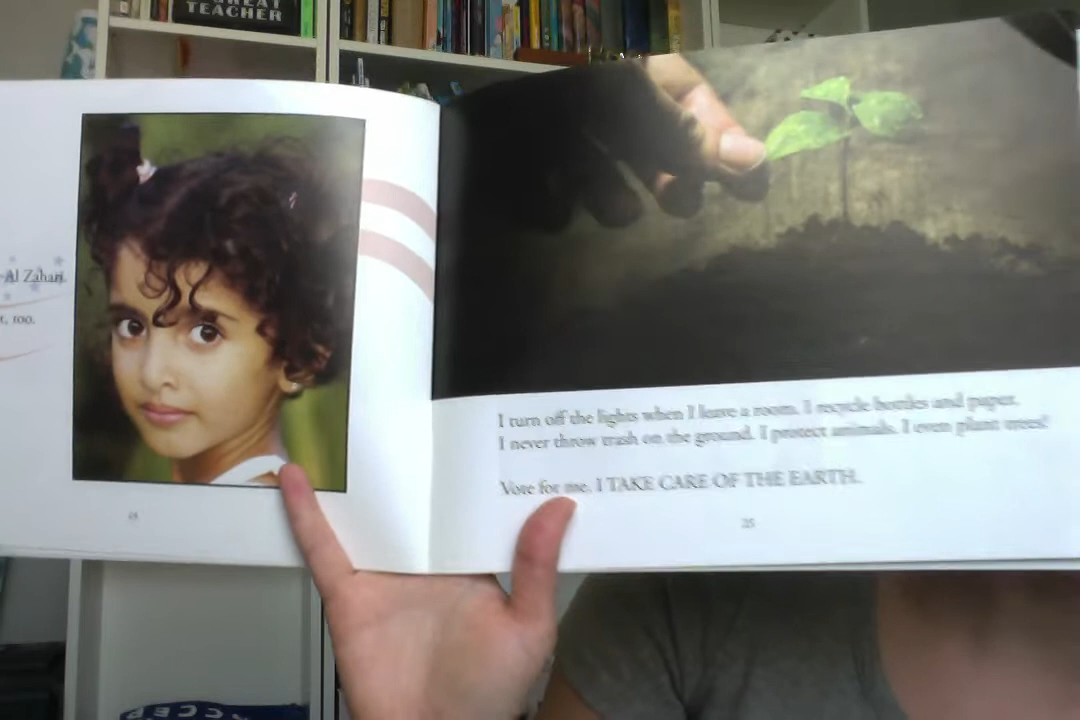 GREAT
TEACHER
Al Zahari
t, too.
I turn off the lights when I leave a room. I recycle bottles and paper.
I never throw trash on the ground. I protect animals. I even plant trees!
Vote for me. I TAKE CARE OF THE EARTH.
25
ACCEP